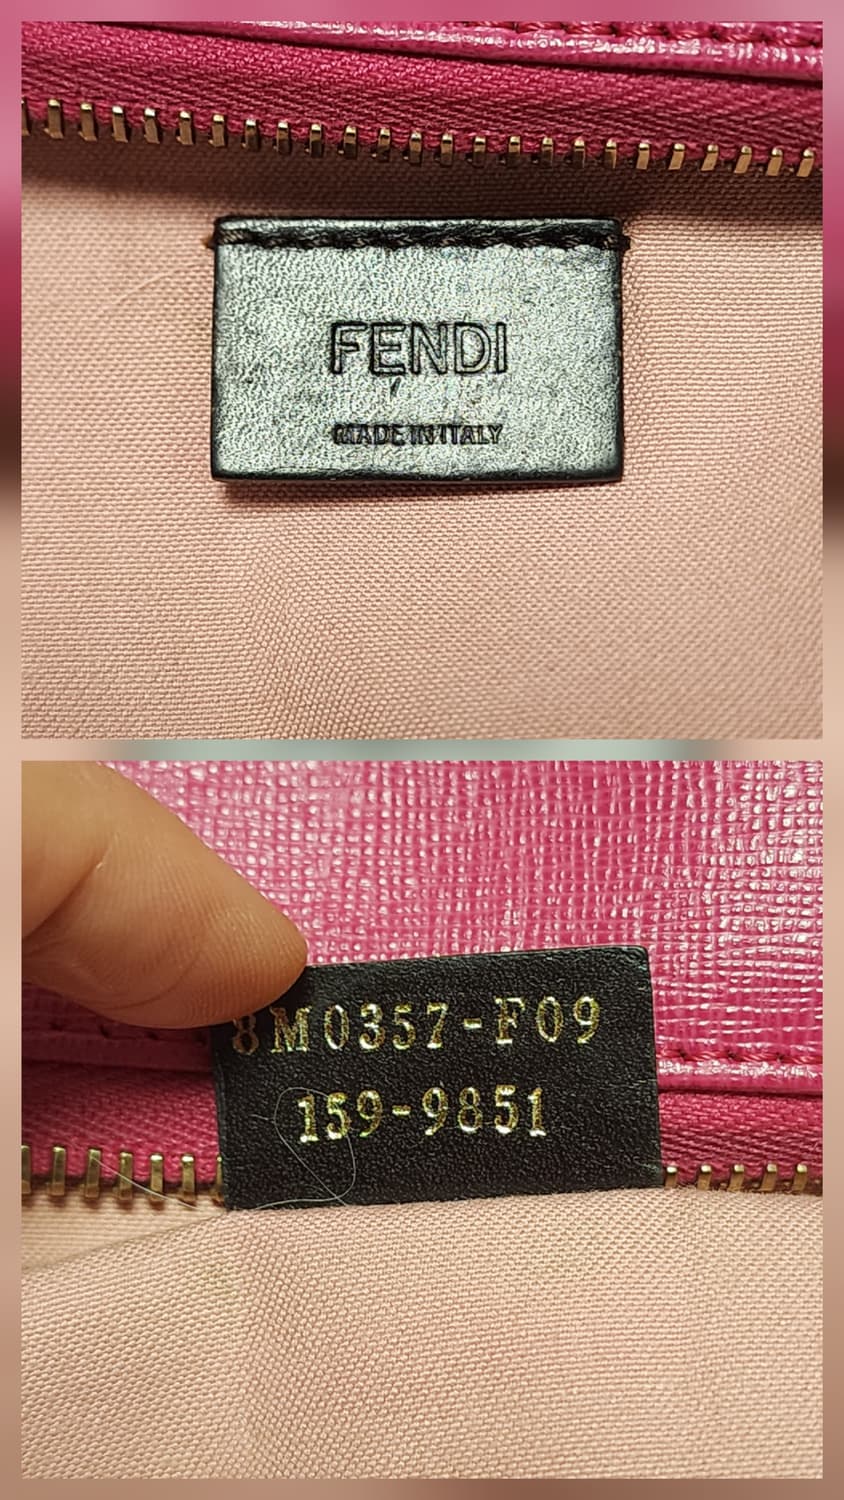 FENDI
MADE IN ITALY
8M0357-F09
159-9851